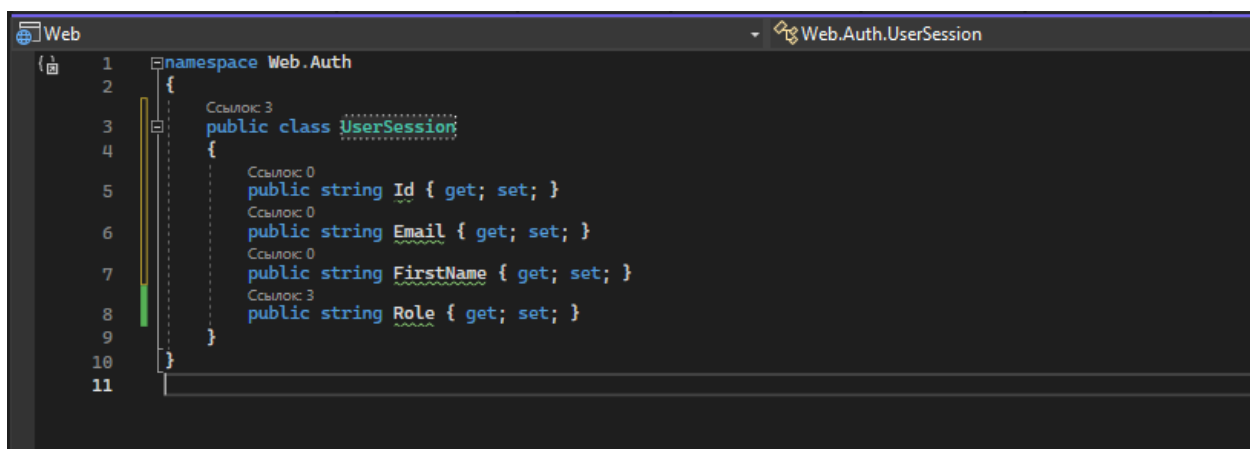 Web
Web.Auth.UserSession
1 namespace Web.Auth
2 {
Ссылок: 3
3 public class UserSession
4 {
Ссылок: 0
5 public string Id { get; set; }
Ссылок: 0
6 public string Email { get; set; }
Ссылок: 0
7 public string FirstName { get; set; }
Ссылок: 3
8 public string Role { get; set; }
9 }
10 }
11